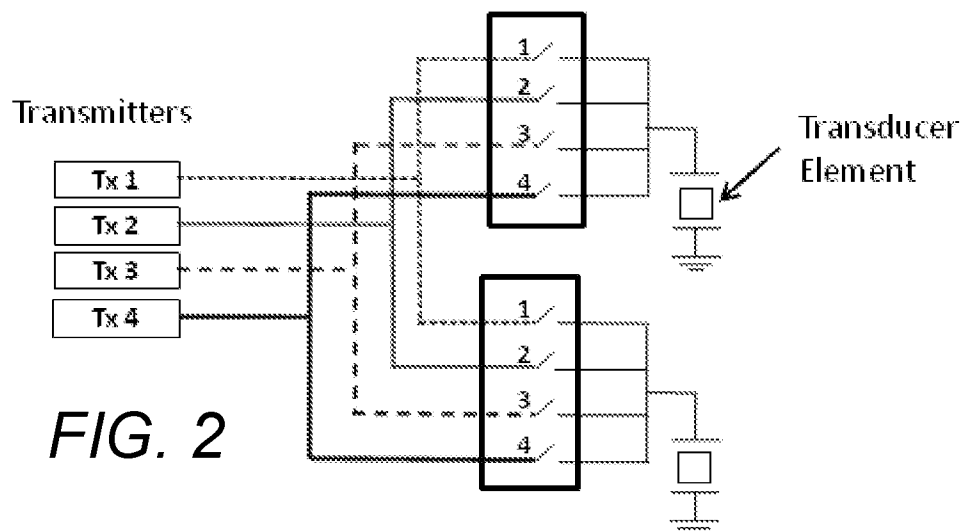 Transmitters
Tx 1
Tx 2
Tx 3
Tx 4
1
2
3
4
Transducer
Element
1
2
3
4
FIG. 2